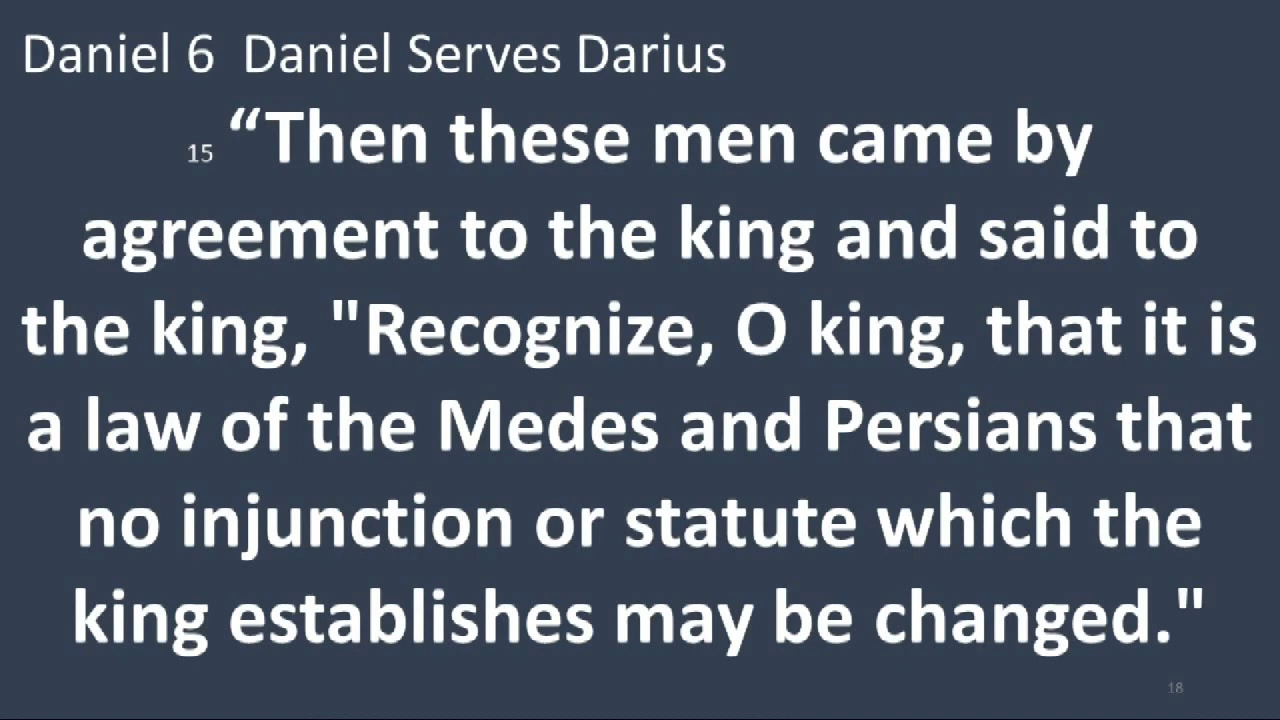 Daniel 6  Daniel Serves Darius
15 “Then these men came by
agreement to the king and said to
the king, "Recognize, O king, that it is
a law of the Medes and Persians that
no injunction or statute which the
king establishes may be changed."
18